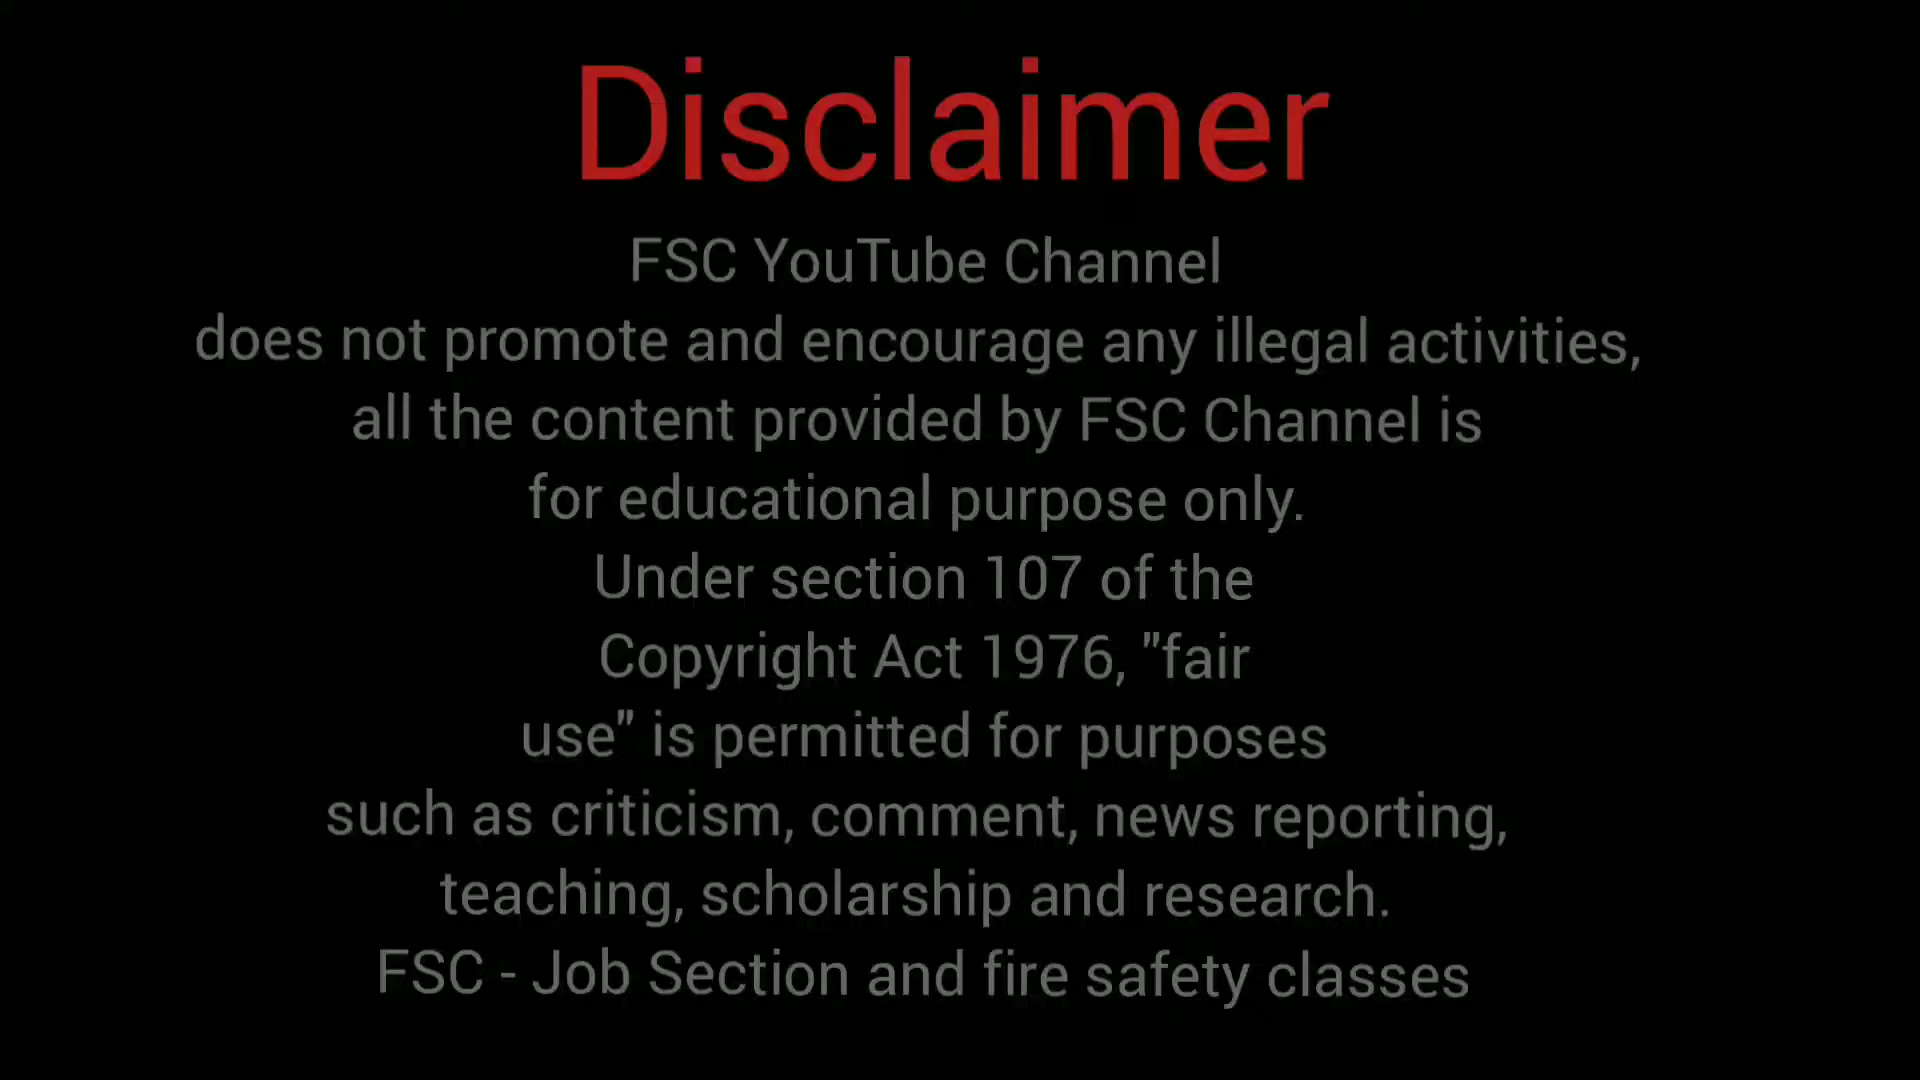 Disclaimer
FSC YouTube Channel
does not promote and encourage any illegal activities,
all the content provided by FSC Channel is
for educational purpose only.
Under section 107 of the
Copyright Act 1976, "fair
use" is permitted for purposes
such as criticism, comment, news reporting,
teaching, scholarship and research.
FSC - Job Section and fire safety classes